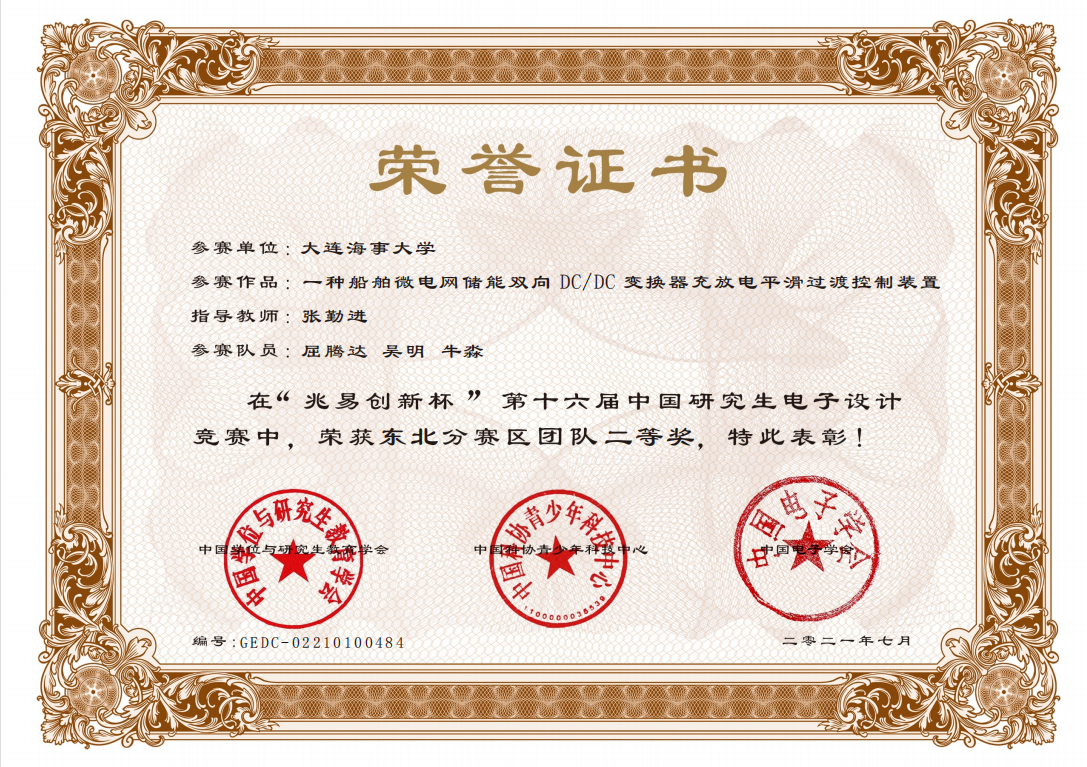 荣誉证书
参赛单位：大连海事大学
参赛作品：一种船舶微电网储能双向 DC/DC 变换器充放电平滑过渡控制装置
指导教师：张勤进
参赛队员：屈腾达 吴明 牛淼
在“兆易创新杯”第十六届中国研究生电子设计
竞赛中，荣获东北分赛区团队二等奖，特此表彰！
中国学位与研究生教育学会
中国学位与研究生教育学会
中国科协青少年科技中心
中国科协青少年科技中心
1100000038539
中国电子学会
中国电子学会
编号:GEDC-02210100484
二零二一年七月